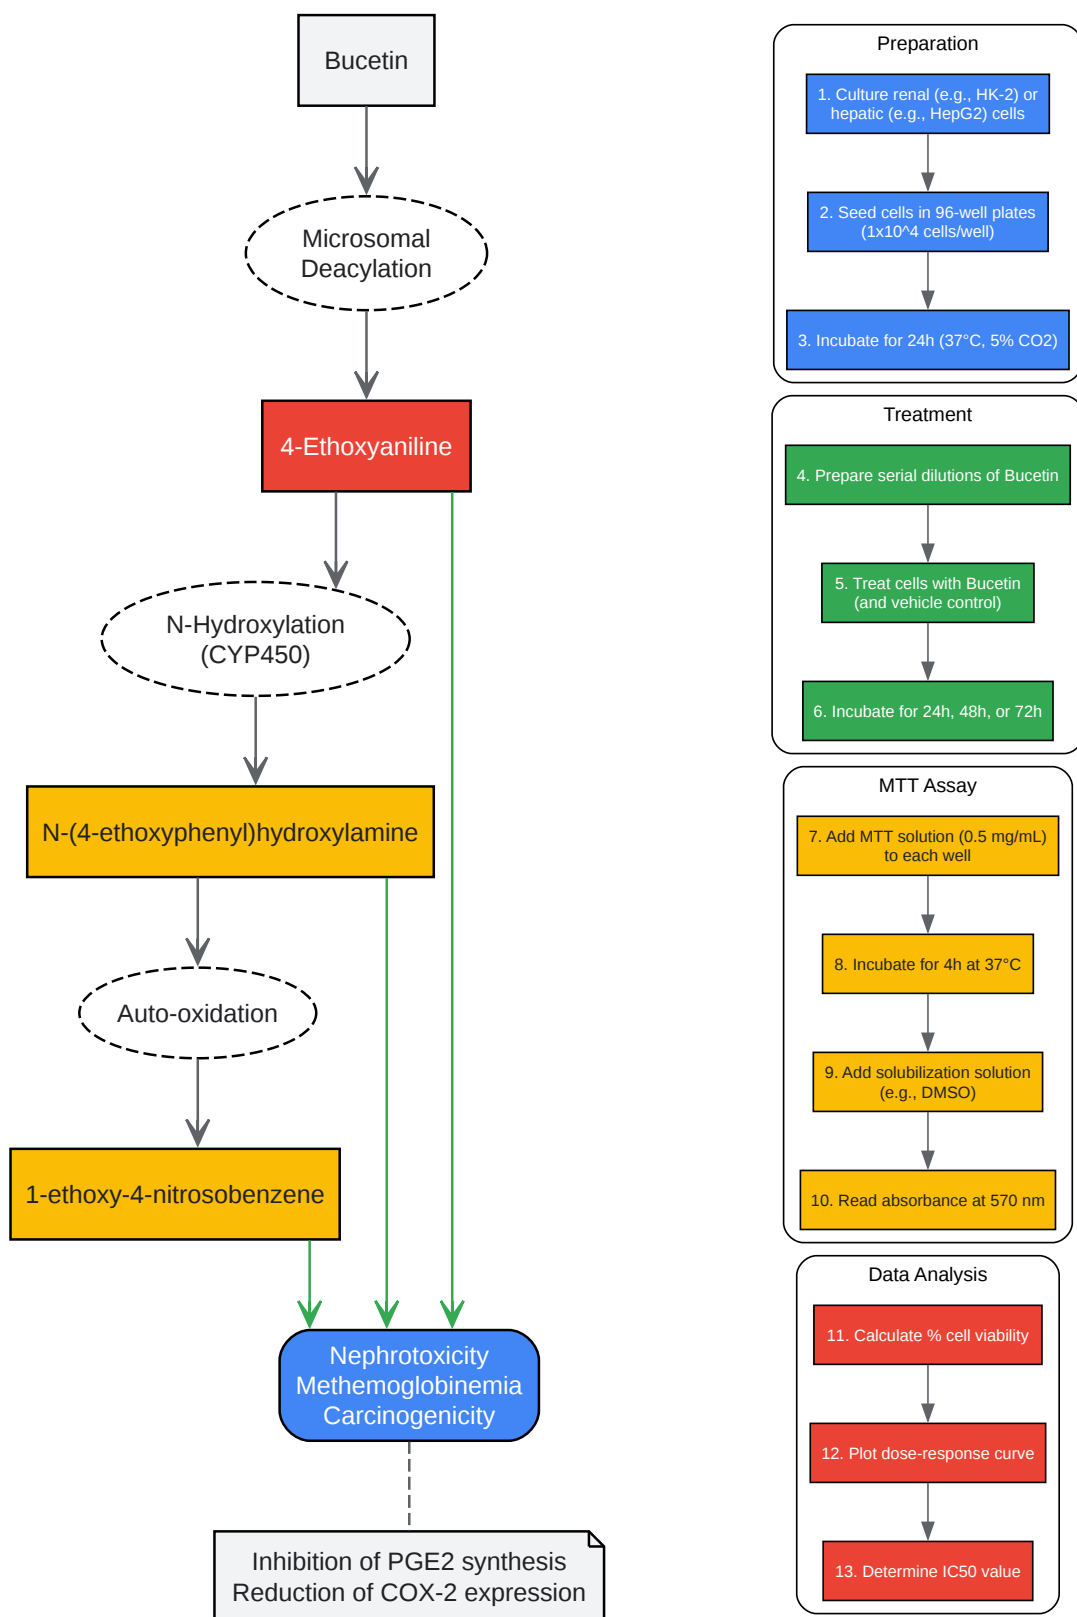 Bucetin
Microsomal
Deacylation
4-Ethoxyaniline
N-Hydroxylation
(CYP450)
N-(4-ethoxyphenyl)hydroxylamine
Auto-oxidation
1-ethoxy-4-nitrosobenzene
Nephrotoxicity
Methemoglobinemia
Carcinogenicity
Inhibition of PGE2 synthesis
Reduction of COX-2 expression
Preparation
1. Culture renal (e.g., HK-2) or
hepatic (e.g., HepG2) cells
2. Seed cells in 96-well plates
(1x10^4 cells/well)
3. Incubate for 24h (37°C, 5% CO2)
Treatment
4. Prepare serial dilutions of Bucetin
5. Treat cells with Bucetin
(and vehicle control)
6. Incubate for 24h, 48h, or 72h
MTT Assay
7. Add MTT solution (0.5 mg/mL)
to each well
8. Incubate for 4h at 37°C
9. Add solubilization solution
(e.g., DMSO)
10. Read absorbance at 570 nm
Data Analysis
11. Calculate % cell viability
12. Plot dose-response curve
13. Determine IC50 value